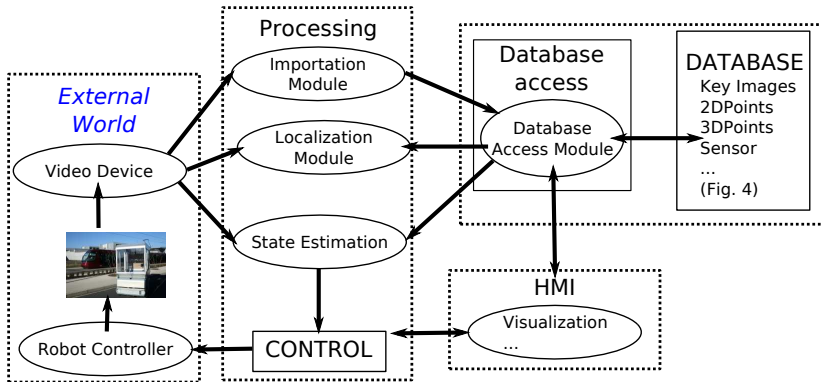 External
World
Video Device
Robot Controller
Processing
Importation
Module
Localization
Module
State Estimation
CONTROL
Database
access
Database
Access Module
DATABASE
Key Images
2DPoints
3DPoints
Sensor
...
(Fig. 4)
HMI
Visualization
...